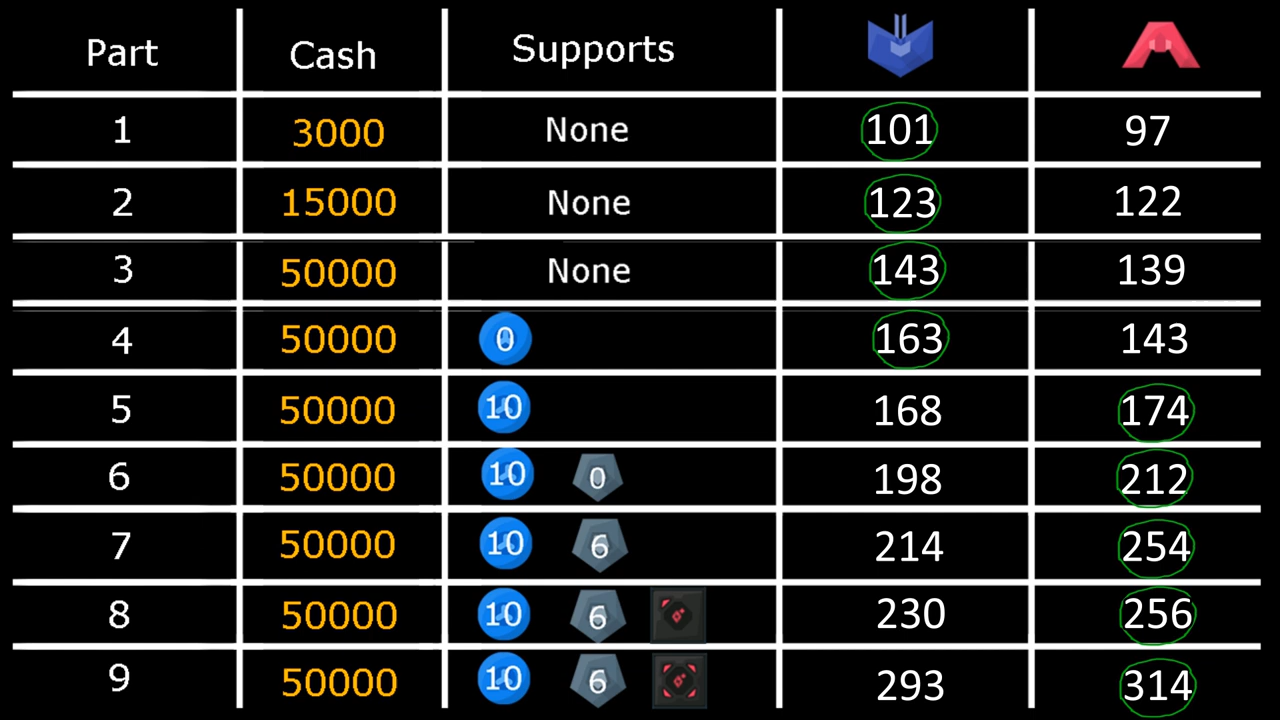 Part Cash Supports
1 3000 None 101 97
2 15000 None 123 122
3 50000 None 143 139
4 50000 0 163 143
5 50000 10 168 174
6 50000 10 0 198 212
7 50000 10 6 214 254
8 50000 10 6 230 256
9 50000 10 6 293 314